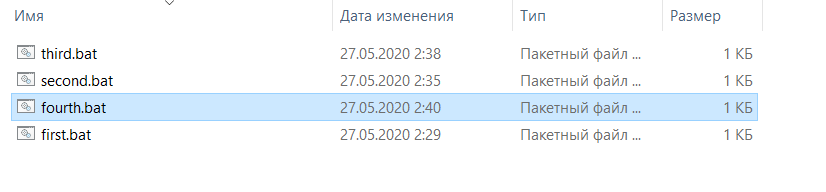 Имя Дата изменения Тип Размер
third.bat 27.05.2020 2:38 Пакетный файл ... 1 КБ
second.bat 27.05.2020 2:35 Пакетный файл ... 1 КБ
fourth.bat 27.05.2020 2:40 Пакетный файл ... 1 КБ
first.bat 27.05.2020 2:29 Пакетный файл ... 1 КБ